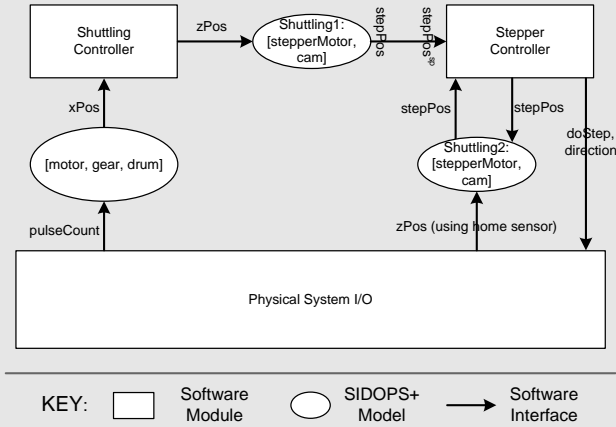 Shuttling
Controller
zPos
Shuttling1:
[stepperMotor,
cam]
stepPos
stepPos_sp
Stepper
Controller
xPos
stepPos
stepPos
doStep,
direction
[motor, gear, drum]
Shuttling2:
[stepperMotor,
cam]
pulseCount
zPos (using home sensor)
Physical System I/O
KEY:
Software
Module
SIDOPS+
Model
Software
Interface